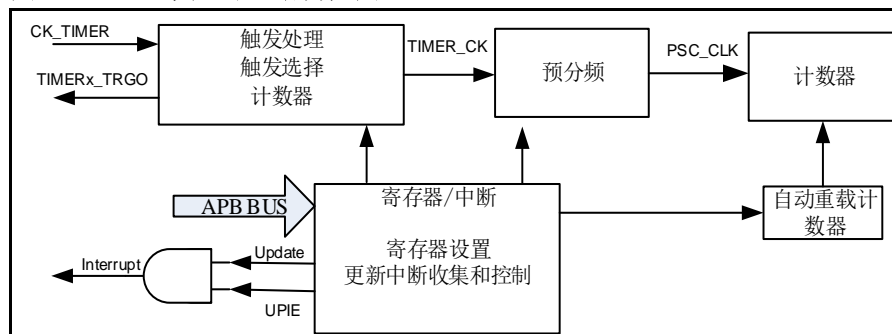 CK_TIMER
TIMERx_TRGO
触发处理
触发选择
计数器
TIMER_CK
预分频
PSC_CLK
计数器
APB BUS
寄存器/中断
寄存器设置
更新中断收集和控制
自动重载计
数器
Interrupt
Update
UPIE